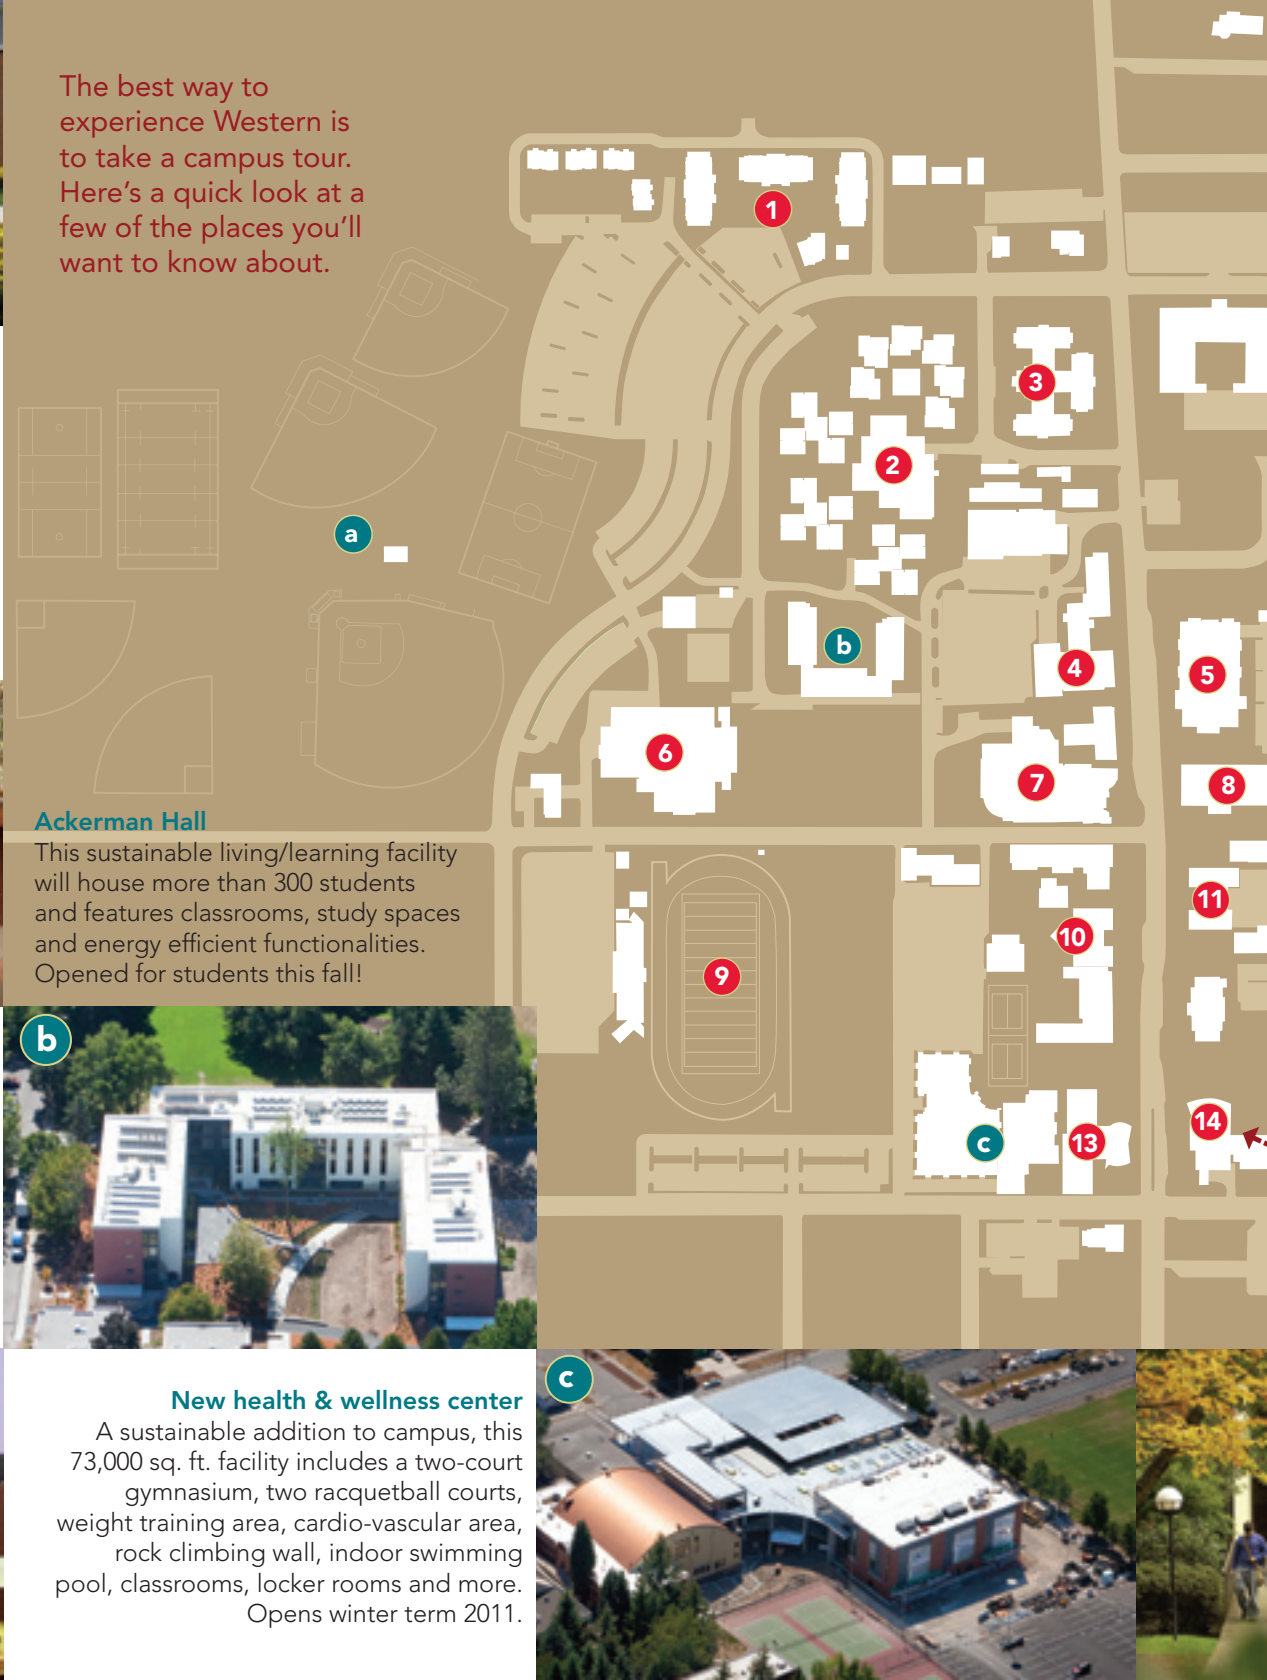 The best way to
experience Western is
to take a campus tour.
Here's a quick look at a
few of the places you'll
want to know about.
1
2
3
a
b
4
5
6
7
8
Ackerman Hall
This sustainable living/learning facility
will house more than 300 students
and features classrooms, study spaces
and energy efficient functionalities.
Opened for students this fall!
9
10
11
b
c
13
14
New health & wellness center
A sustainable addition to campus, this
73,000 sq. ft. facility includes a two-court
gymnasium, two racquetball courts,
weight training area, cardio-vascular area,
rock climbing wall, indoor swimming
pool, classrooms, locker rooms and more.
Opens winter term 2011.
c